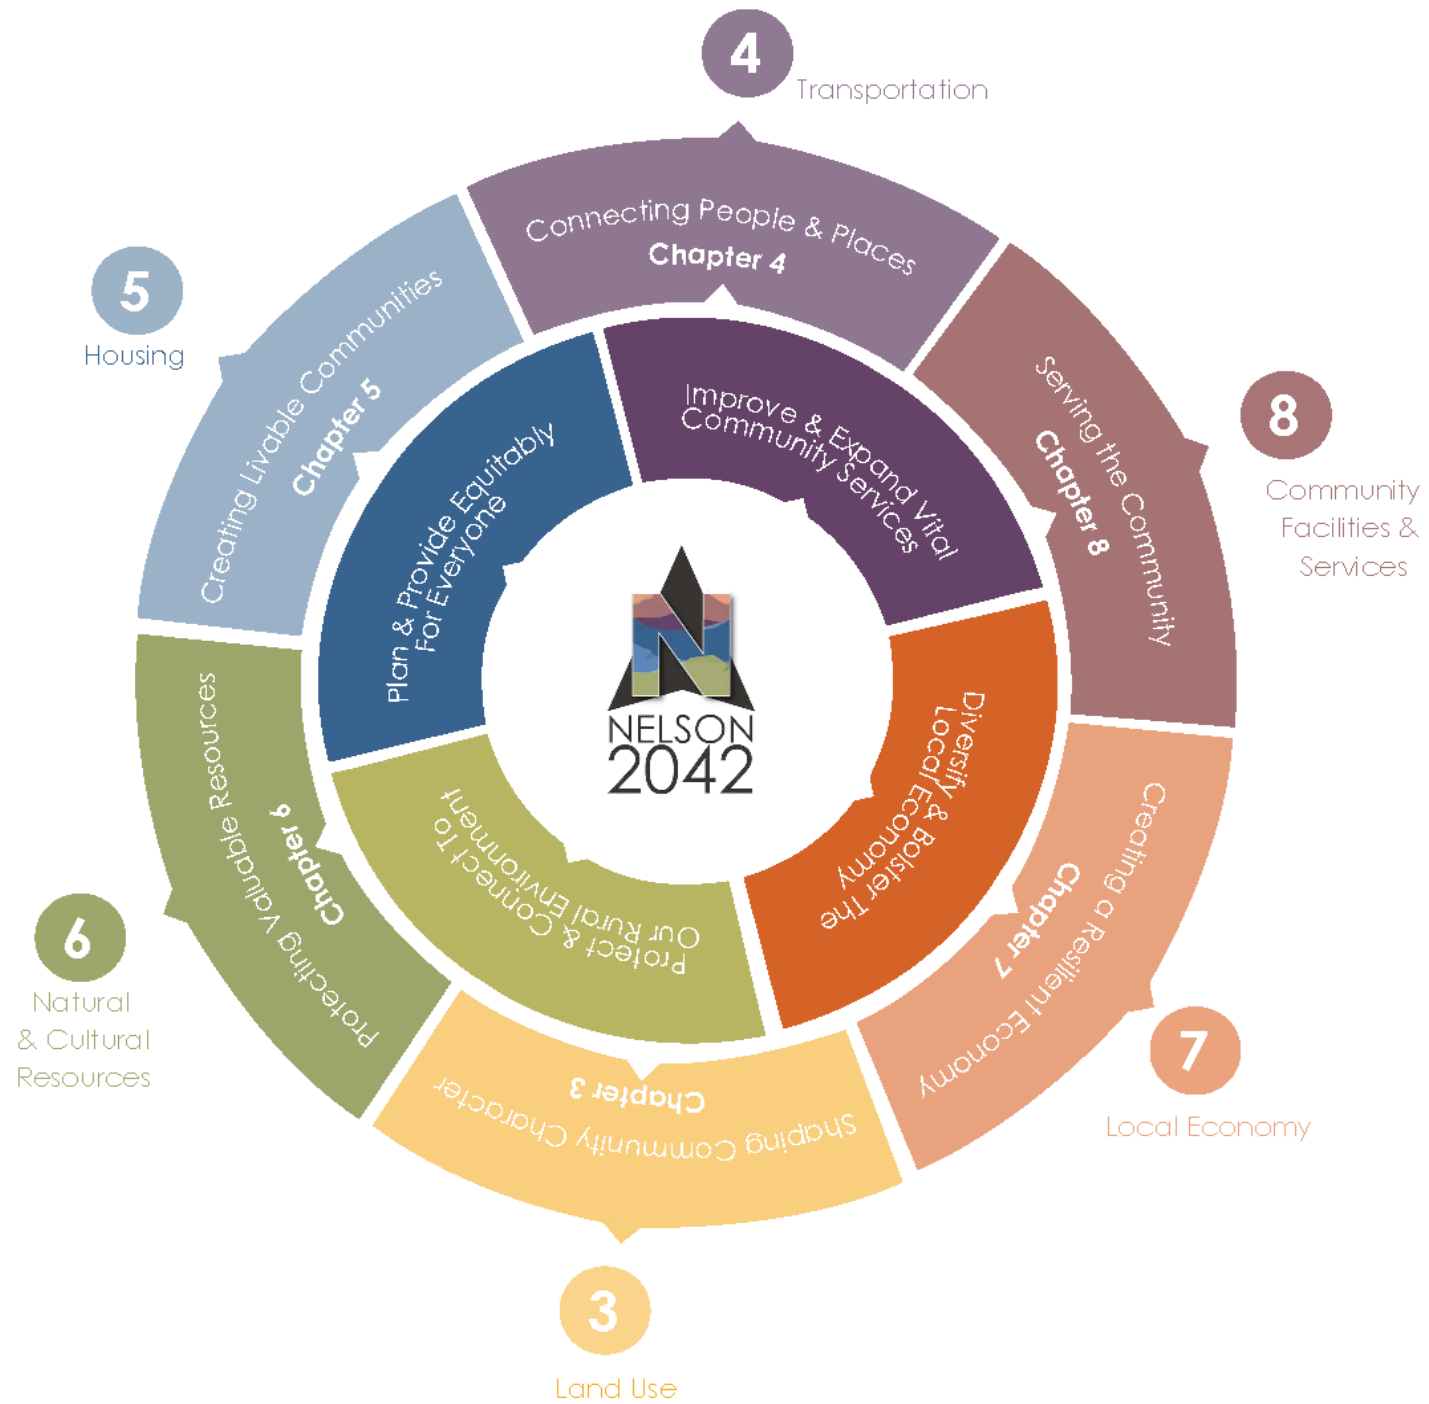 4
Transportation
Connecting People & Places
Chapter 4
5
Housing
Creating Livable Communities
Chapter 5
8
Community
Facilities &
Services
Serving the Community
Chapter 8
Improve & Expand Vital
Community Services
Plan & Provide Equitably
For Everyone
NELSON
2042
Diversify & Bolster The
Local Economy
Protect & Connect To
Our Rural Environment
6
Natural
& Cultural
Resources
Protecting Valuable Resources
Chapter 6
7
Local Economy
Creating a Resilient Economy
Chapter 7
Chapter 3
Shaping Community Character
3
Land Use